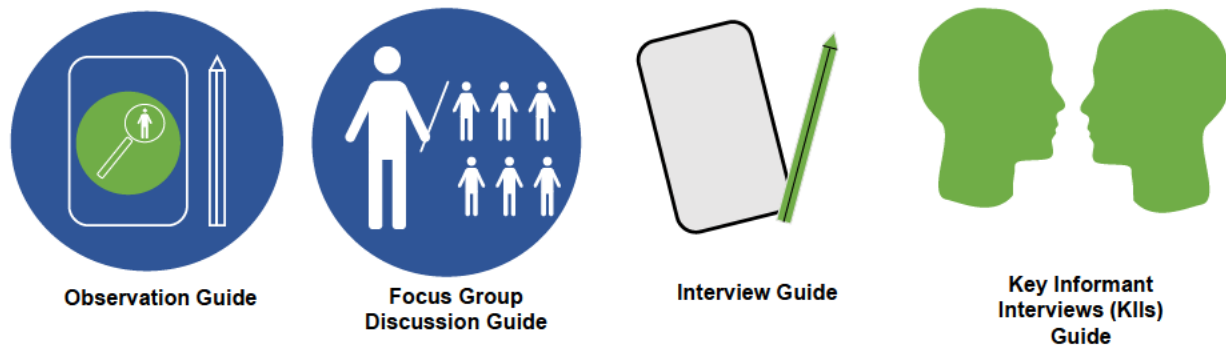 Observation Guide
Focus Group
Discussion Guide
Interview Guide
Key Informant
Interviews (KIIs)
Guide